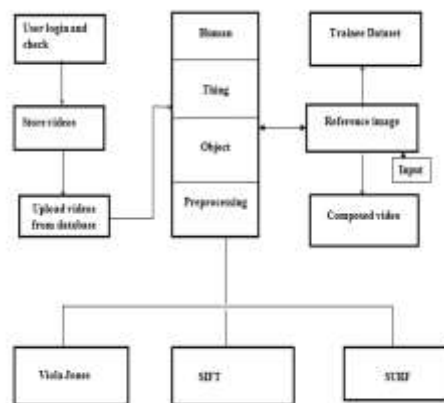 User login and
check
Store videos
Upload videos
from database
Human
Thing
Object
Preprocessing
Trainee Dataset
Reference image
Input
Composed video
Viola Jones
SIFT
SURF